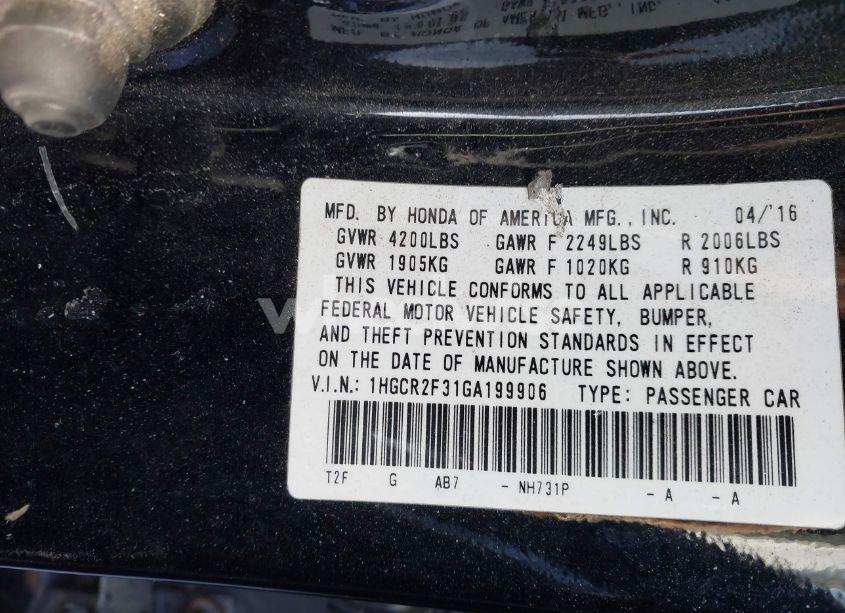 MFD. BY HONDA OF AMERICA MFG., INC. 04/'16
GVWR 4200LBS GAWR F 2249LBS R 2006LBS
GVWR 1905KG GAWR F 1020KG R 910KG
THIS VEHICLE CONFORMS TO ALL APPLICABLE
FEDERAL MOTOR VEHICLE SAFETY, BUMPER,
AND THEFT PREVENTION STANDARDS IN EFFECT
ON THE DATE OF MANUFACTURE SHOWN ABOVE.
V.I.N.: 1HGCR2F31GA199906 TYPE: PASSENGER CAR
T2F G AB7 - NH731P - A - A